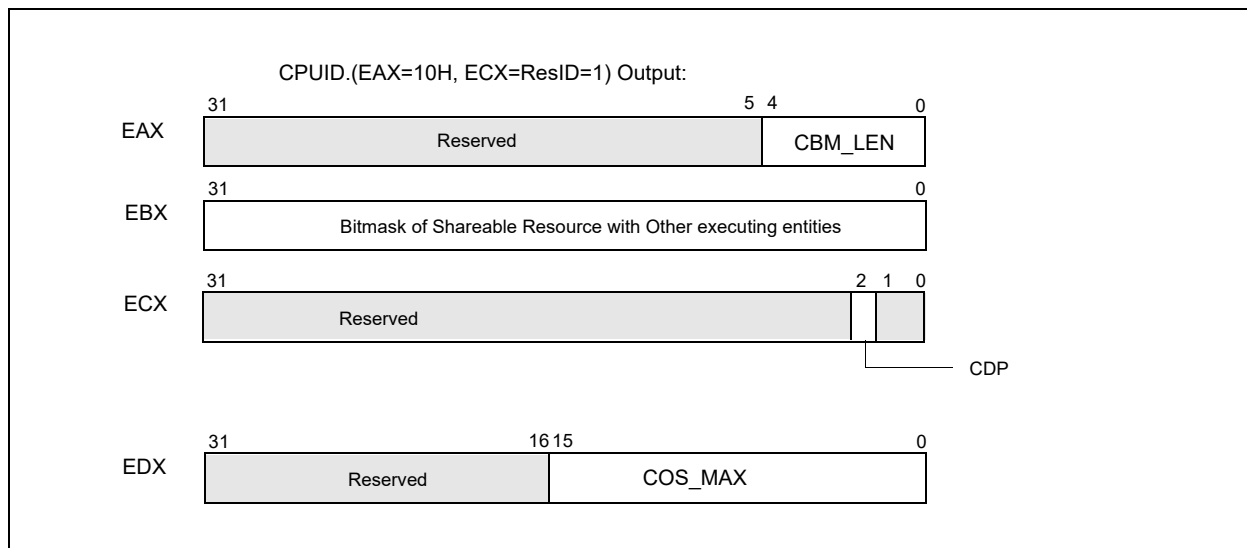 CPUID.(EAX=10H, ECX=ResID=1) Output:
31 5 4 0
EAX Reserved CBM_LEN
31 0
EBX Bitmask of Shareable Resource with Other executing entities
31 2 1 0
ECX Reserved
CDP
31 16 15 0
EDX Reserved COS_MAX